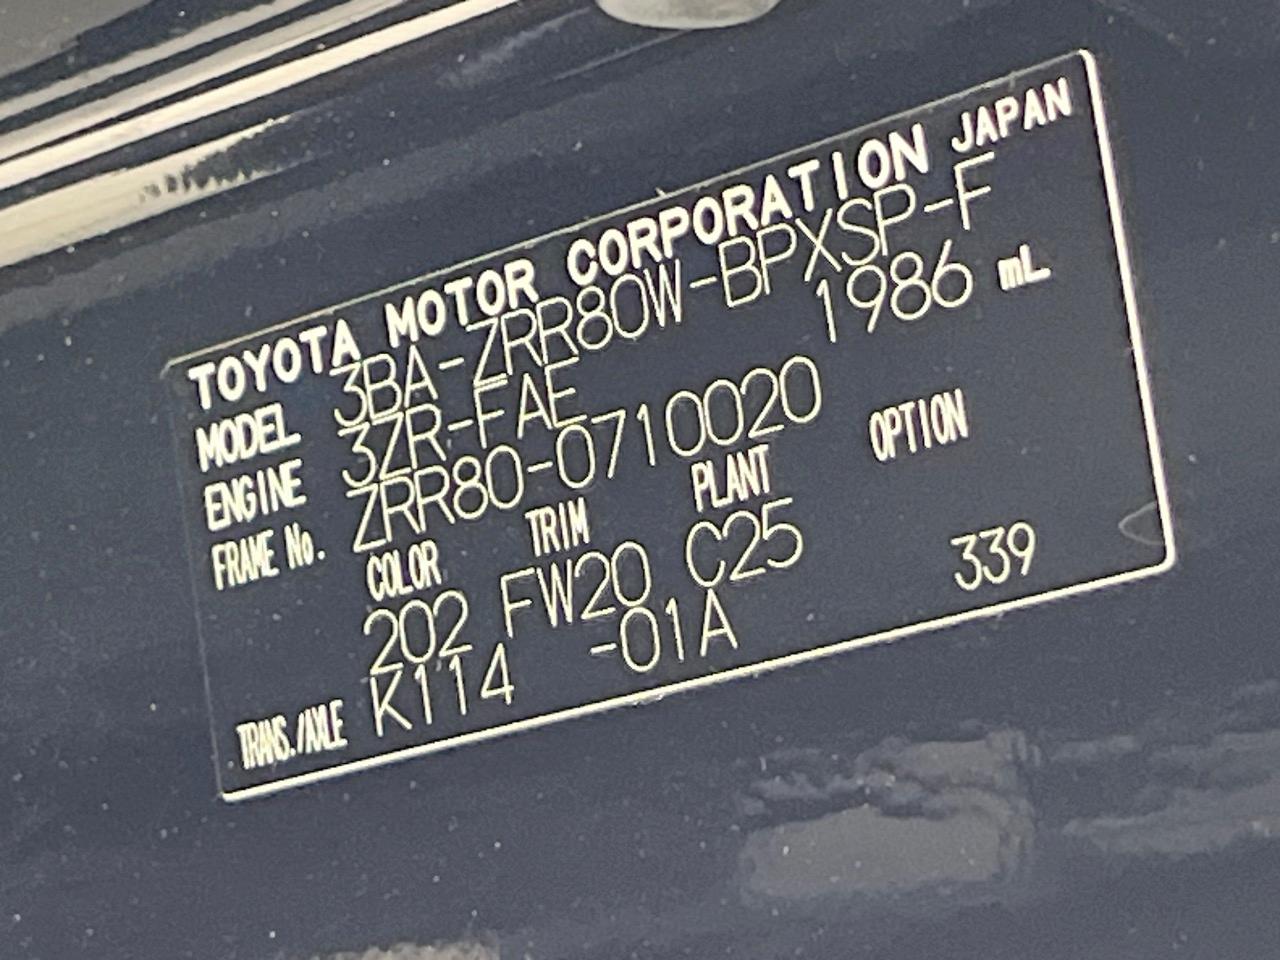 TOYOTA MOTOR CORPORATION JAPAN
MODEL 3BA-ZRR80W-BPXSP-F
ENGINE 3ZR-FAE 1986 mL
FRAME No. ZRR80-0710020
COLOR TRIM PLANT OPTION
202 FW20 C25
TRANS./AXLE K114 -01A 339